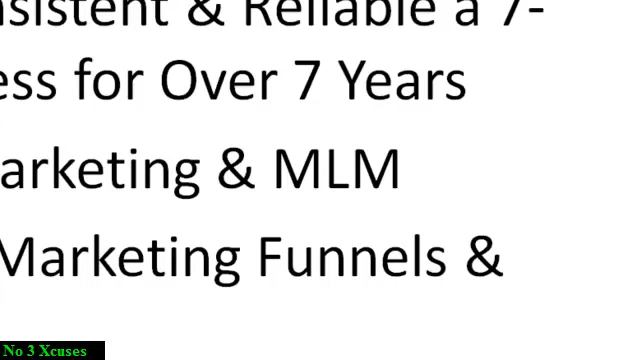 nsistent & Reliable a 7-
ess for Over 7 Years
arketing & MLM
Marketing Funnels &
No 3 Xcuses